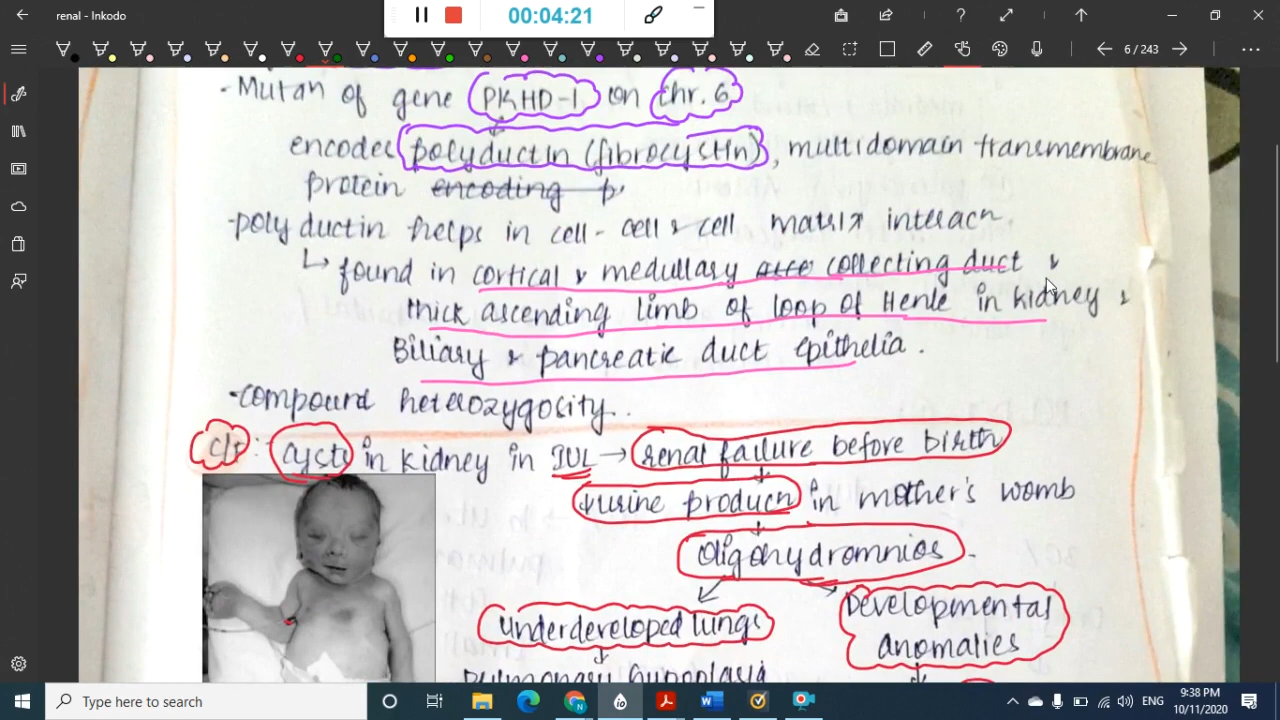 renal - Inkodo
00:04:21
6 / 243
- Mutan of gene PKHD-1 on Chr. 6
encodes polyductin (fibrocystin), multidomain transmembrane
protein encoding p
- polyductin helps in cell - cell & cell matrix interacn
↳ found in cortical & medullary collecting duct &
thick ascending limb of loop of Henle in kidney &
Biliary & pancreatic duct epithelia.
- compound heterozygosity..
C/F: cysts in kidney in IUL → renal failure before birth
↓
↓urine producn in mother's womb
↓
oligohydromnios.
underdeveloped lungs
Developmental
anomalies
↓
pulmonary hypoplasia
Type here to search
ENG
9:38 PM
10/11/2020